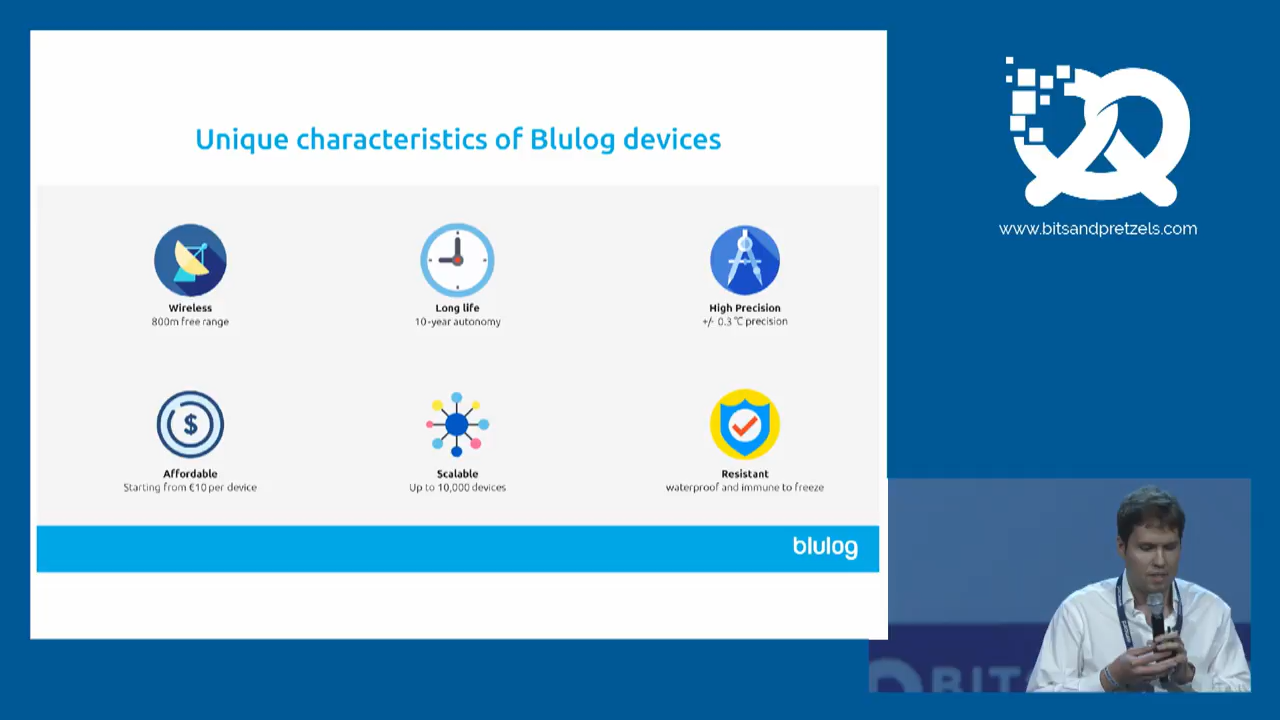 Unique characteristics of Blulog devices
Wireless
800m free range
Long life
10-year autonomy
High Precision
+/- 0.3 °C precision
Affordable
Starting from €10 per device
Scalable
Up to 10,000 devices
Resistant
waterproof and immune to freeze
blulog
www.bitsandpretzels.com
BITS